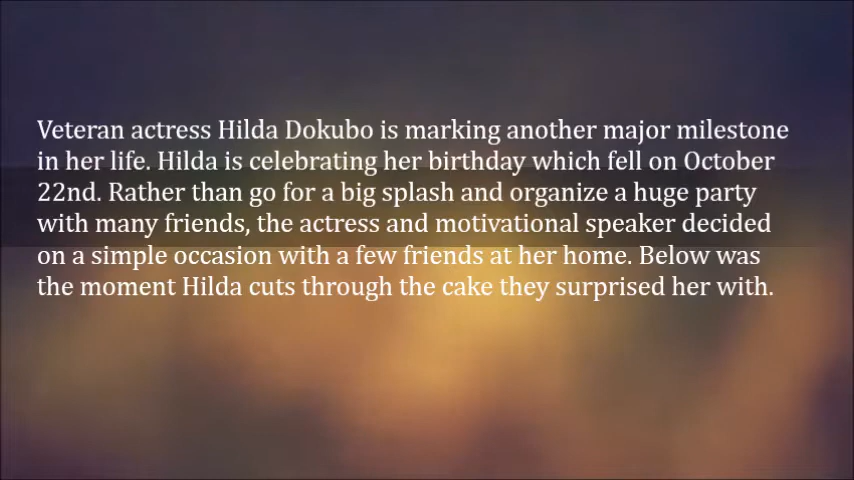 Veteran actress Hilda Dokubo is marking another major milestone
in her life. Hilda is celebrating her birthday which fell on October
22nd. Rather than go for a big splash and organize a huge party
with many friends, the actress and motivational speaker decided
on a simple occasion with a few friends at her home. Below was
the moment Hilda cuts through the cake they surprised her with.